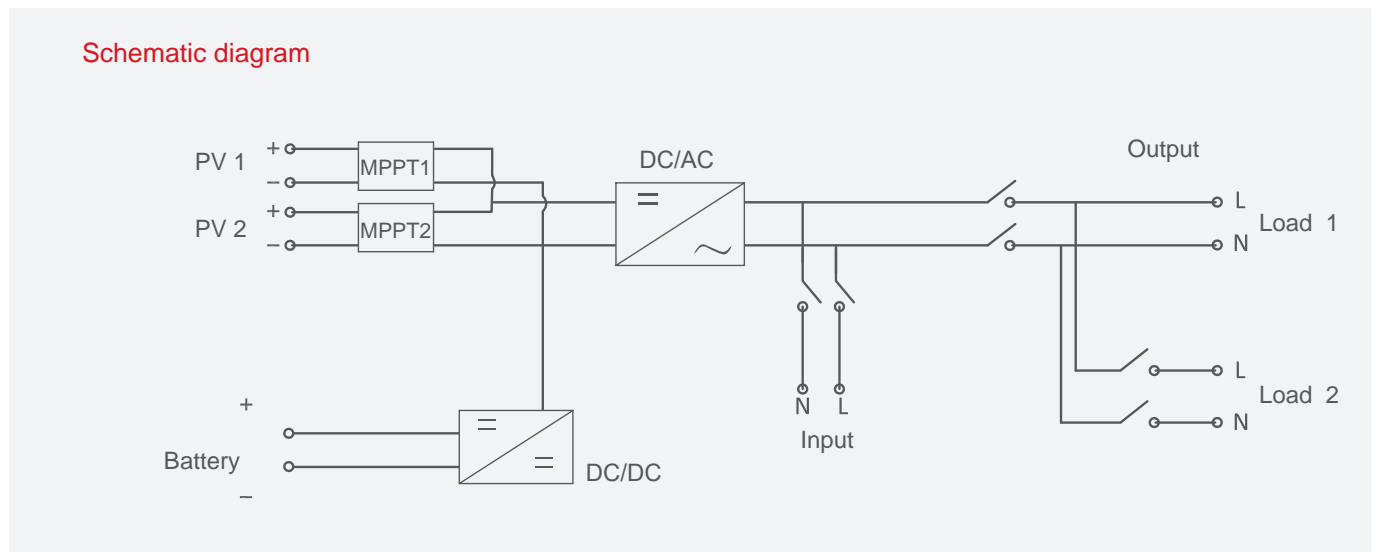 Schematic diagram
PV 1
+
−
MPPT1
PV 2
+
−
MPPT2
DC/AC
Output
L
N
Load 1
L
N
Load 2
N L
Input
Battery
+
−
DC/DC